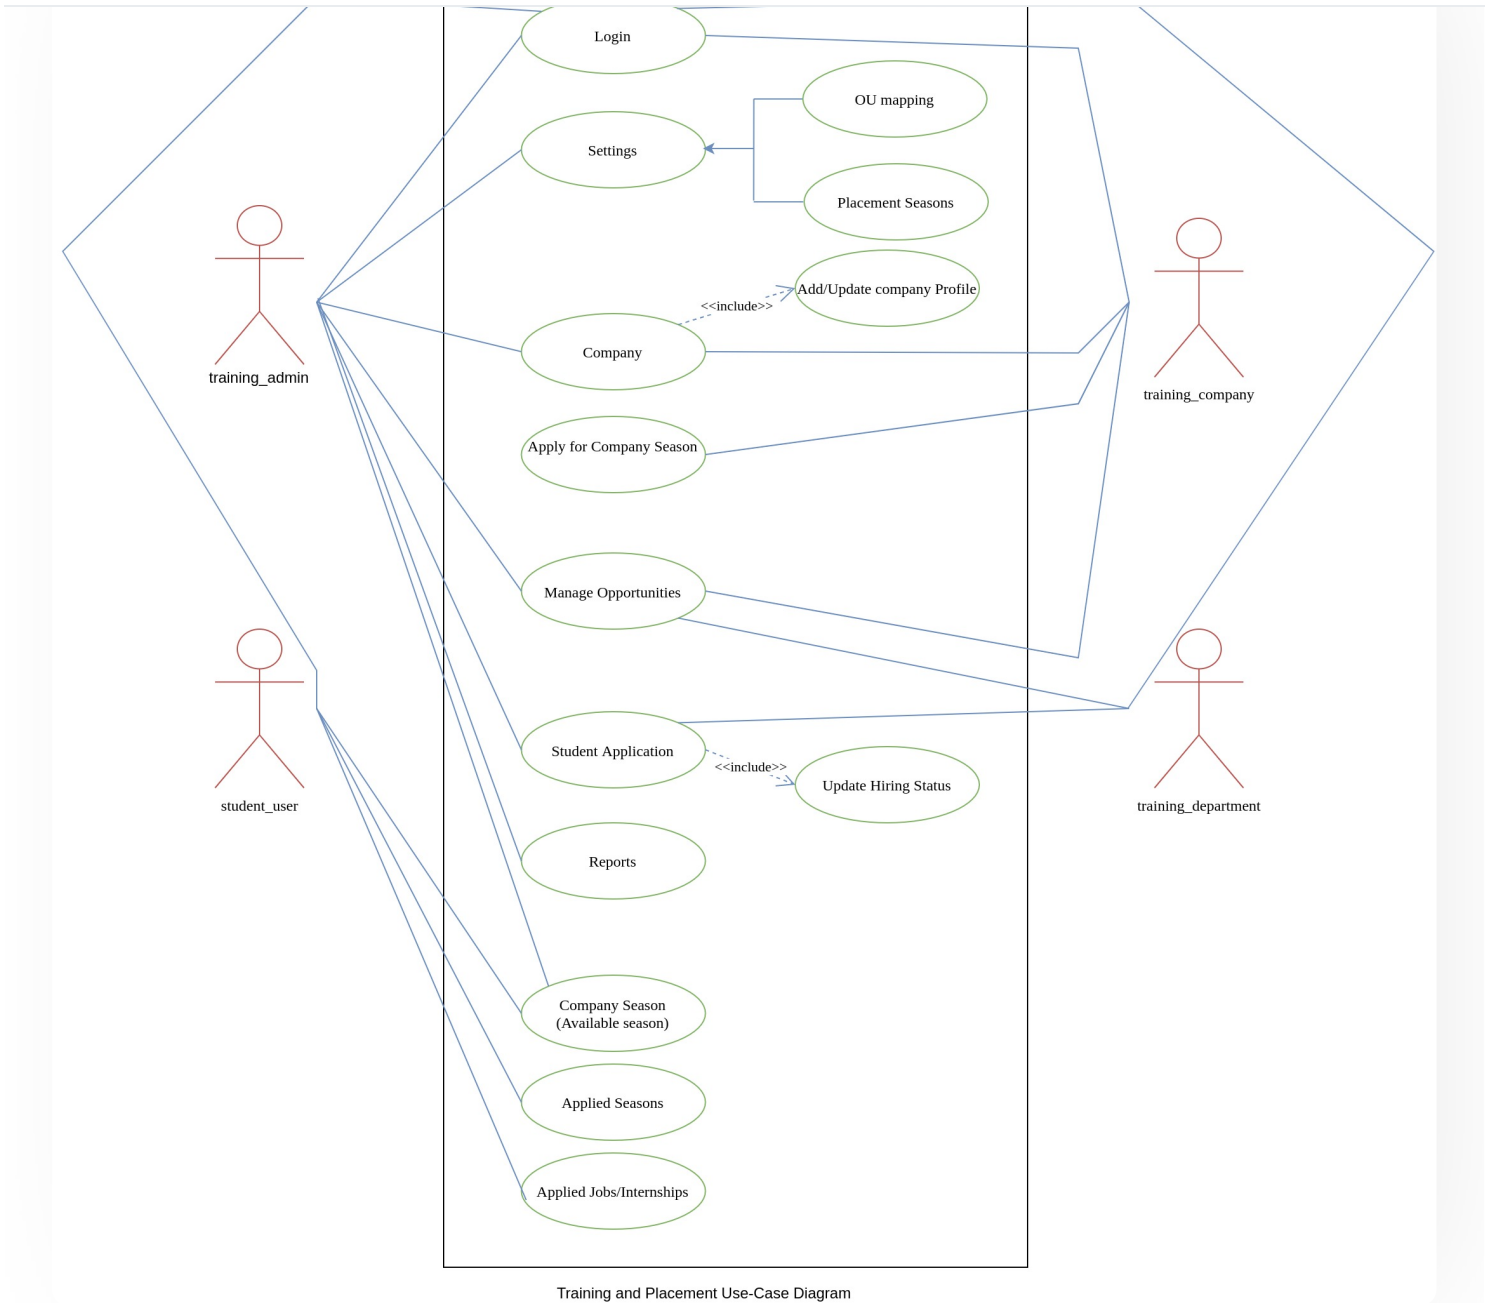 Login
OU mapping
Settings
Placement Seasons
Add/Update company Profile
<<include>>
Company
training_admin
training_company
Apply for Company Season
Manage Opportunities
Student Application
<<include>>
Update Hiring Status
student_user
training_department
Reports
Company Season
(Available season)
Applied Seasons
Applied Jobs/Internships
Training and Placement Use-Case Diagram